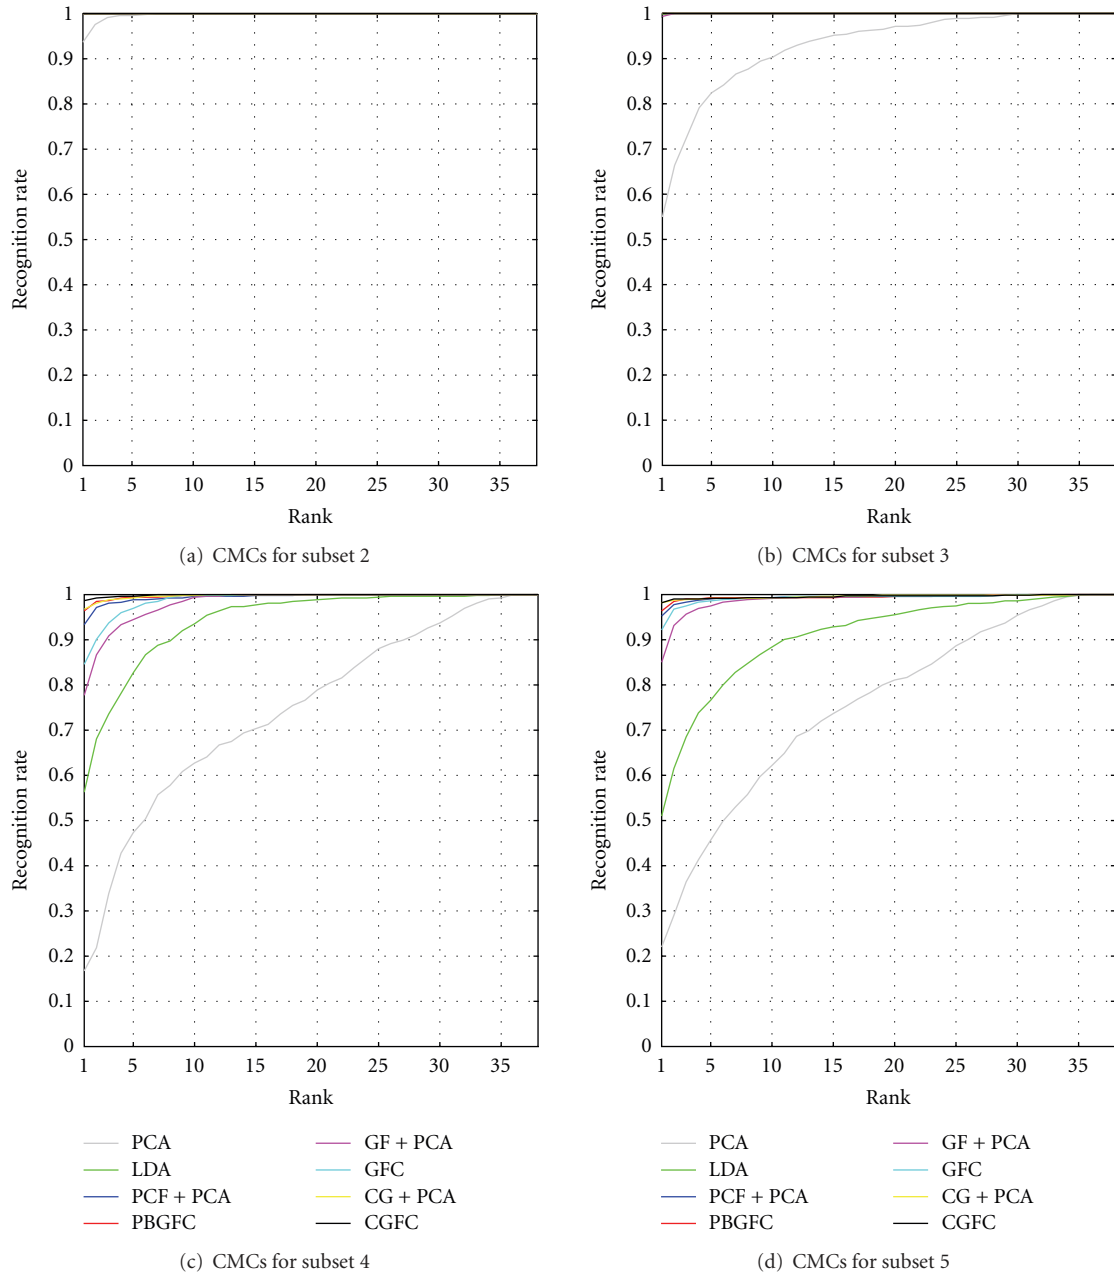 1
0.9
0.8
0.7
0.6
0.5
0.4
0.3
0.2
0.1
0
Recognition rate
1 5 10 15 20 25 30 35
Rank
(a) CMCs for subset 2
1
0.9
0.8
0.7
0.6
0.5
0.4
0.3
0.2
0.1
0
Recognition rate
1 5 10 15 20 25 30 35
Rank
(b) CMCs for subset 3
1
0.9
0.8
0.7
0.6
0.5
0.4
0.3
0.2
0.1
0
Recognition rate
1 5 10 15 20 25 30 35
Rank
PCA
LDA
PCF + PCA
PBGFC
GF + PCA
GFC
CG + PCA
CGFC
(c) CMCs for subset 4
1
0.9
0.8
0.7
0.6
0.5
0.4
0.3
0.2
0.1
0
Recognition rate
1 5 10 15 20 25 30 35
Rank
PCA
LDA
PCF + PCA
PBGFC
GF + PCA
GFC
CG + PCA
CGFC
(d) CMCs for subset 5